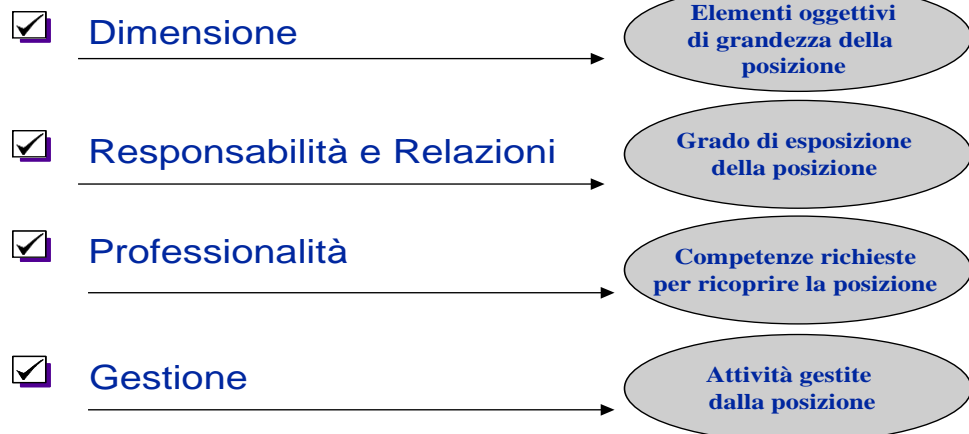 Dimensione
Elementi oggettivi
di grandezza della
posizione
Responsabilità e Relazioni
Grado di esposizione
della posizione
Professionalità
Competenze richieste
per ricoprire la posizione
Gestione
Attività gestite
dalla posizione